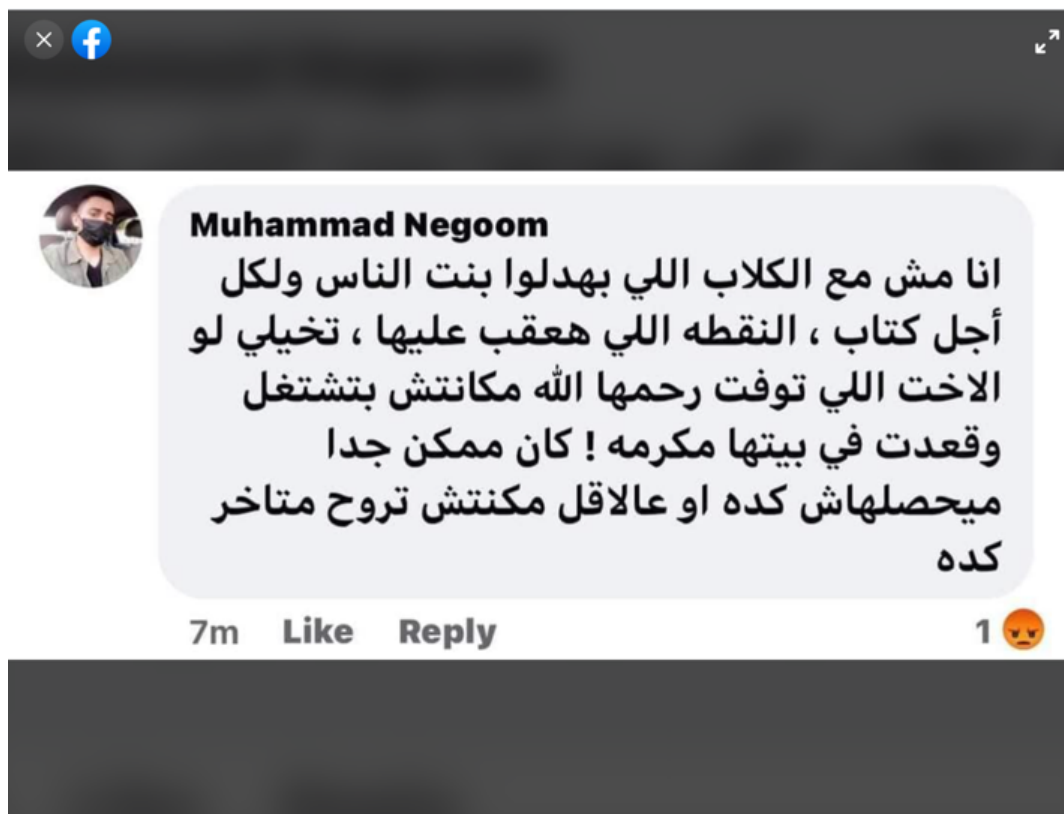 Muhammad Negoom
انا مش مع الكلاب اللي بهدلوا بنت الناس ولكل
أجل كتاب ، النقطه اللي هعقب عليها ، تخيلي لو
الاخت اللي توفت رحمها الله مكانتش بتشتغل
وقعدت في بيتها مكرمه ! كان ممكن جدا
ميحصلهاش كده او عالاقل مكنتش تروح متاخر
كده
7m Like Reply 1